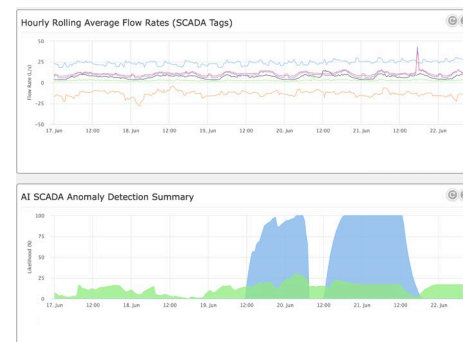 Hourly Rolling Average Flow Rates (SCADA Tags)
50
25
0
-25
-50
Flow Rate (L/s)
17. Jun 12:00 18. Jun 12:00 19. Jun 12:00 20. Jun 12:00 21. Jun 12:00 22. Jun
AI SCADA Anomaly Detection Summary
100
75
50
25
0
Likelihood (%)
17. Jun 12:00 18. Jun 12:00 19. Jun 12:00 20. Jun 12:00 21. Jun 12:00 22. Jun